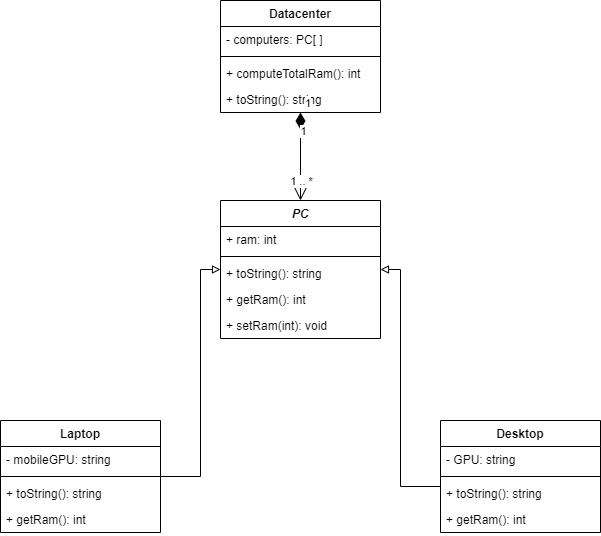 Datacenter
- computers: PC[ ]
+ computeTotalRam(): int
+ toString(): string
1
1
1 .. *
PC
+ ram: int
+ toString(): string
+ getRam(): int
+ setRam(int): void
Laptop
- mobileGPU: string
+ toString(): string
+ getRam(): int
Desktop
- GPU: string
+ toString(): string
+ getRam(): int